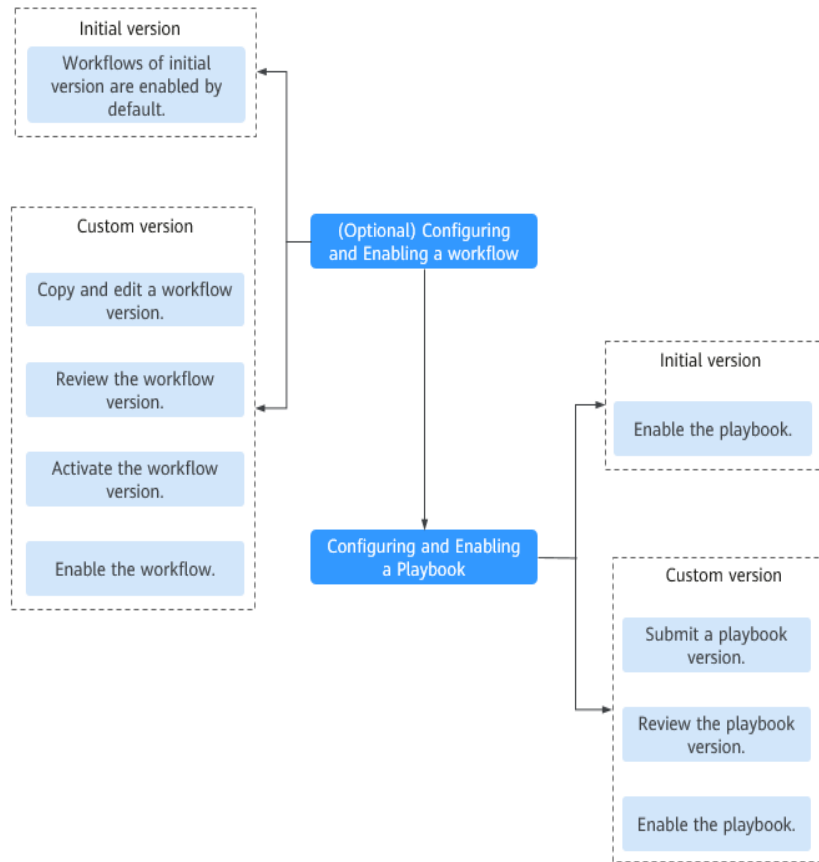 Initial version
Workflows of initial
version are enabled by
default.
Custom version
Copy and edit a workflow
version.
Review the workflow
version.
Activate the workflow
version.
Enable the workflow.
(Optional) Configuring
and Enabling a workflow
Configuring and Enabling
a Playbook
Initial version
Enable the playbook.
Custom version
Submit a playbook
version.
Review the playbook
version.
Enable the playbook.